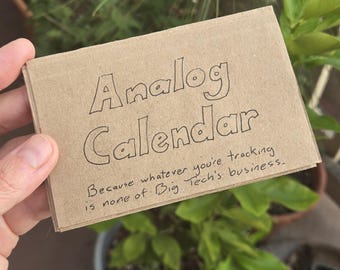 Analog
Calendar
Because whatever you're tracking
is none of Big Tech's business.